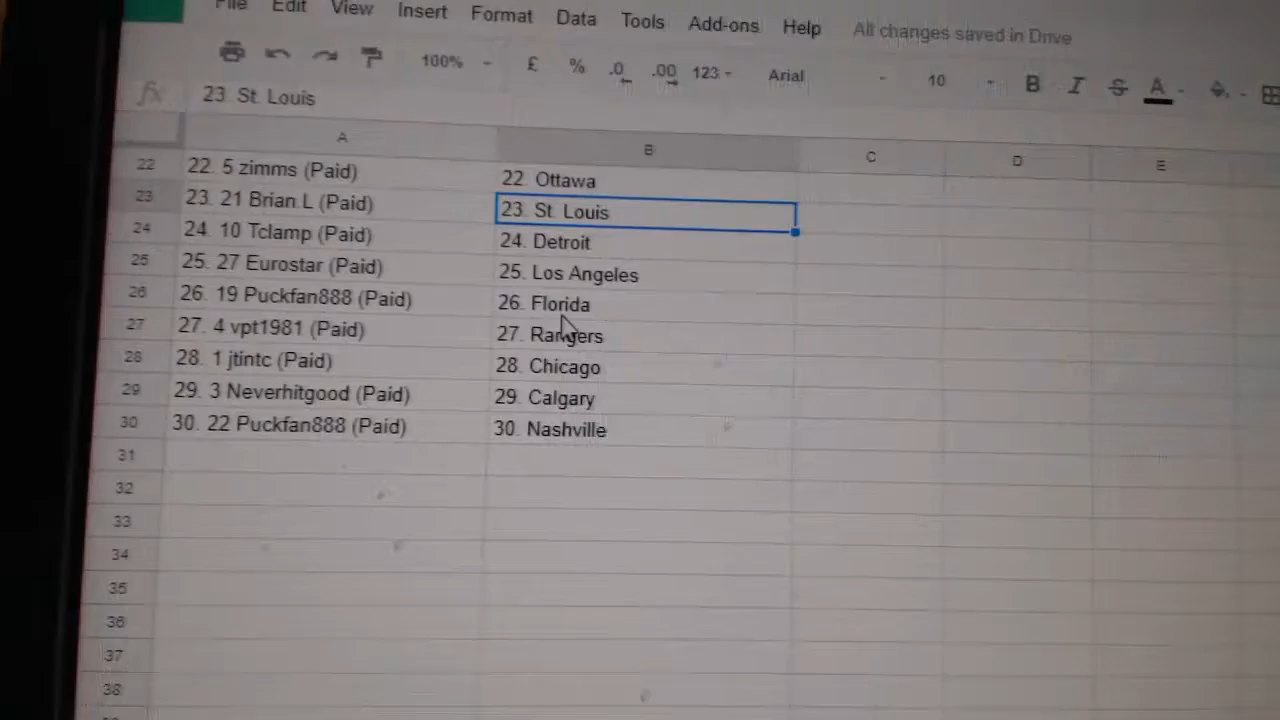 File Edit View Insert Format Data Tools Add-ons Help All changes saved in Drive
100% £ % .0 .00 123 Arial 10 B I S A
fx 23. St. Louis
A B C D E
22 22. 5 zimms (Paid) 22. Ottawa
23 23. 21 Brian L (Paid) 23. St. Louis
24 24. 10 Tclamp (Paid) 24. Detroit
25 25. 27 Eurostar (Paid) 25. Los Angeles
26 26. 19 Puckfan888 (Paid) 26. Florida
27 27. 4 vpt1981 (Paid) 27. Rangers
28 28. 1 jtintc (Paid) 28. Chicago
29 29. 3 Neverhitgood (Paid) 29. Calgary
30 30. 22 Puckfan888 (Paid) 30. Nashville
31
32
33
34
35
36
37
38